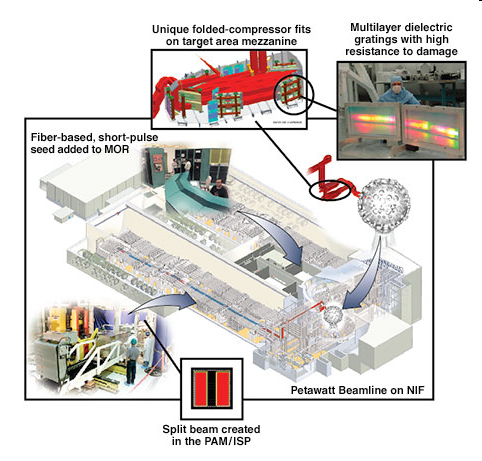 Unique folded-compressor fits
on target area mezzanine
Multilayer dielectric
gratings with high
resistance to damage
Fiber-based, short-pulse
seed added to MOR
Petawatt Beamline on NIF
Split beam created
in the PAM/ISP